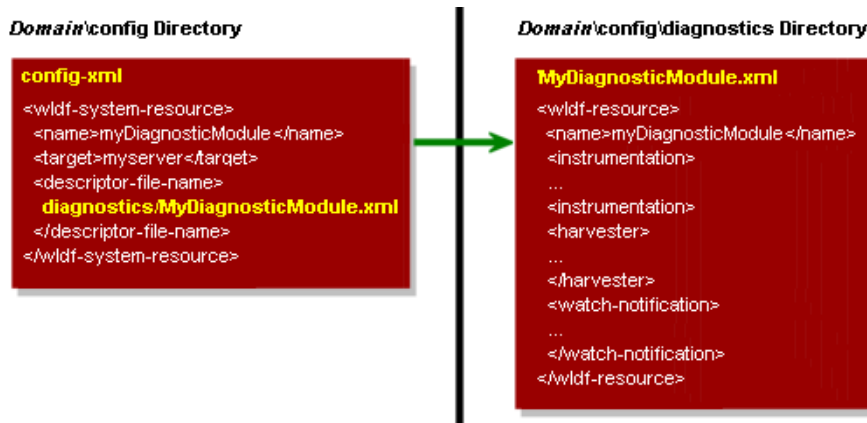 Domain\config Directory
config-xml
<wldf-system-resource>
<name>myDiagnosticModule</name>
<target>myserver</target>
<descriptor-file-name>
diagnostics/MyDiagnosticModule.xml
</descriptor-file-name>
</wldf-system-resource>
Domain\config\diagnostics Directory
MyDiagnosticModule.xml
<wldf-resource>
<name>myDiagnosticModule</name>
<instrumentation>
...
<instrumentation>
<harvester>
...
</harvester>
<watch-notification>
...
</watch-notification>
</wldf-resource>